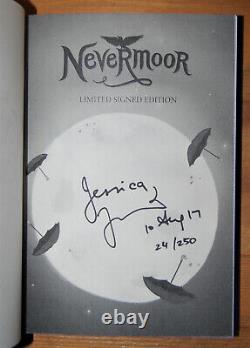 NEVERMOOR
LIMITED SIGNED EDITION
Jessica
10 Aug 17
24/250